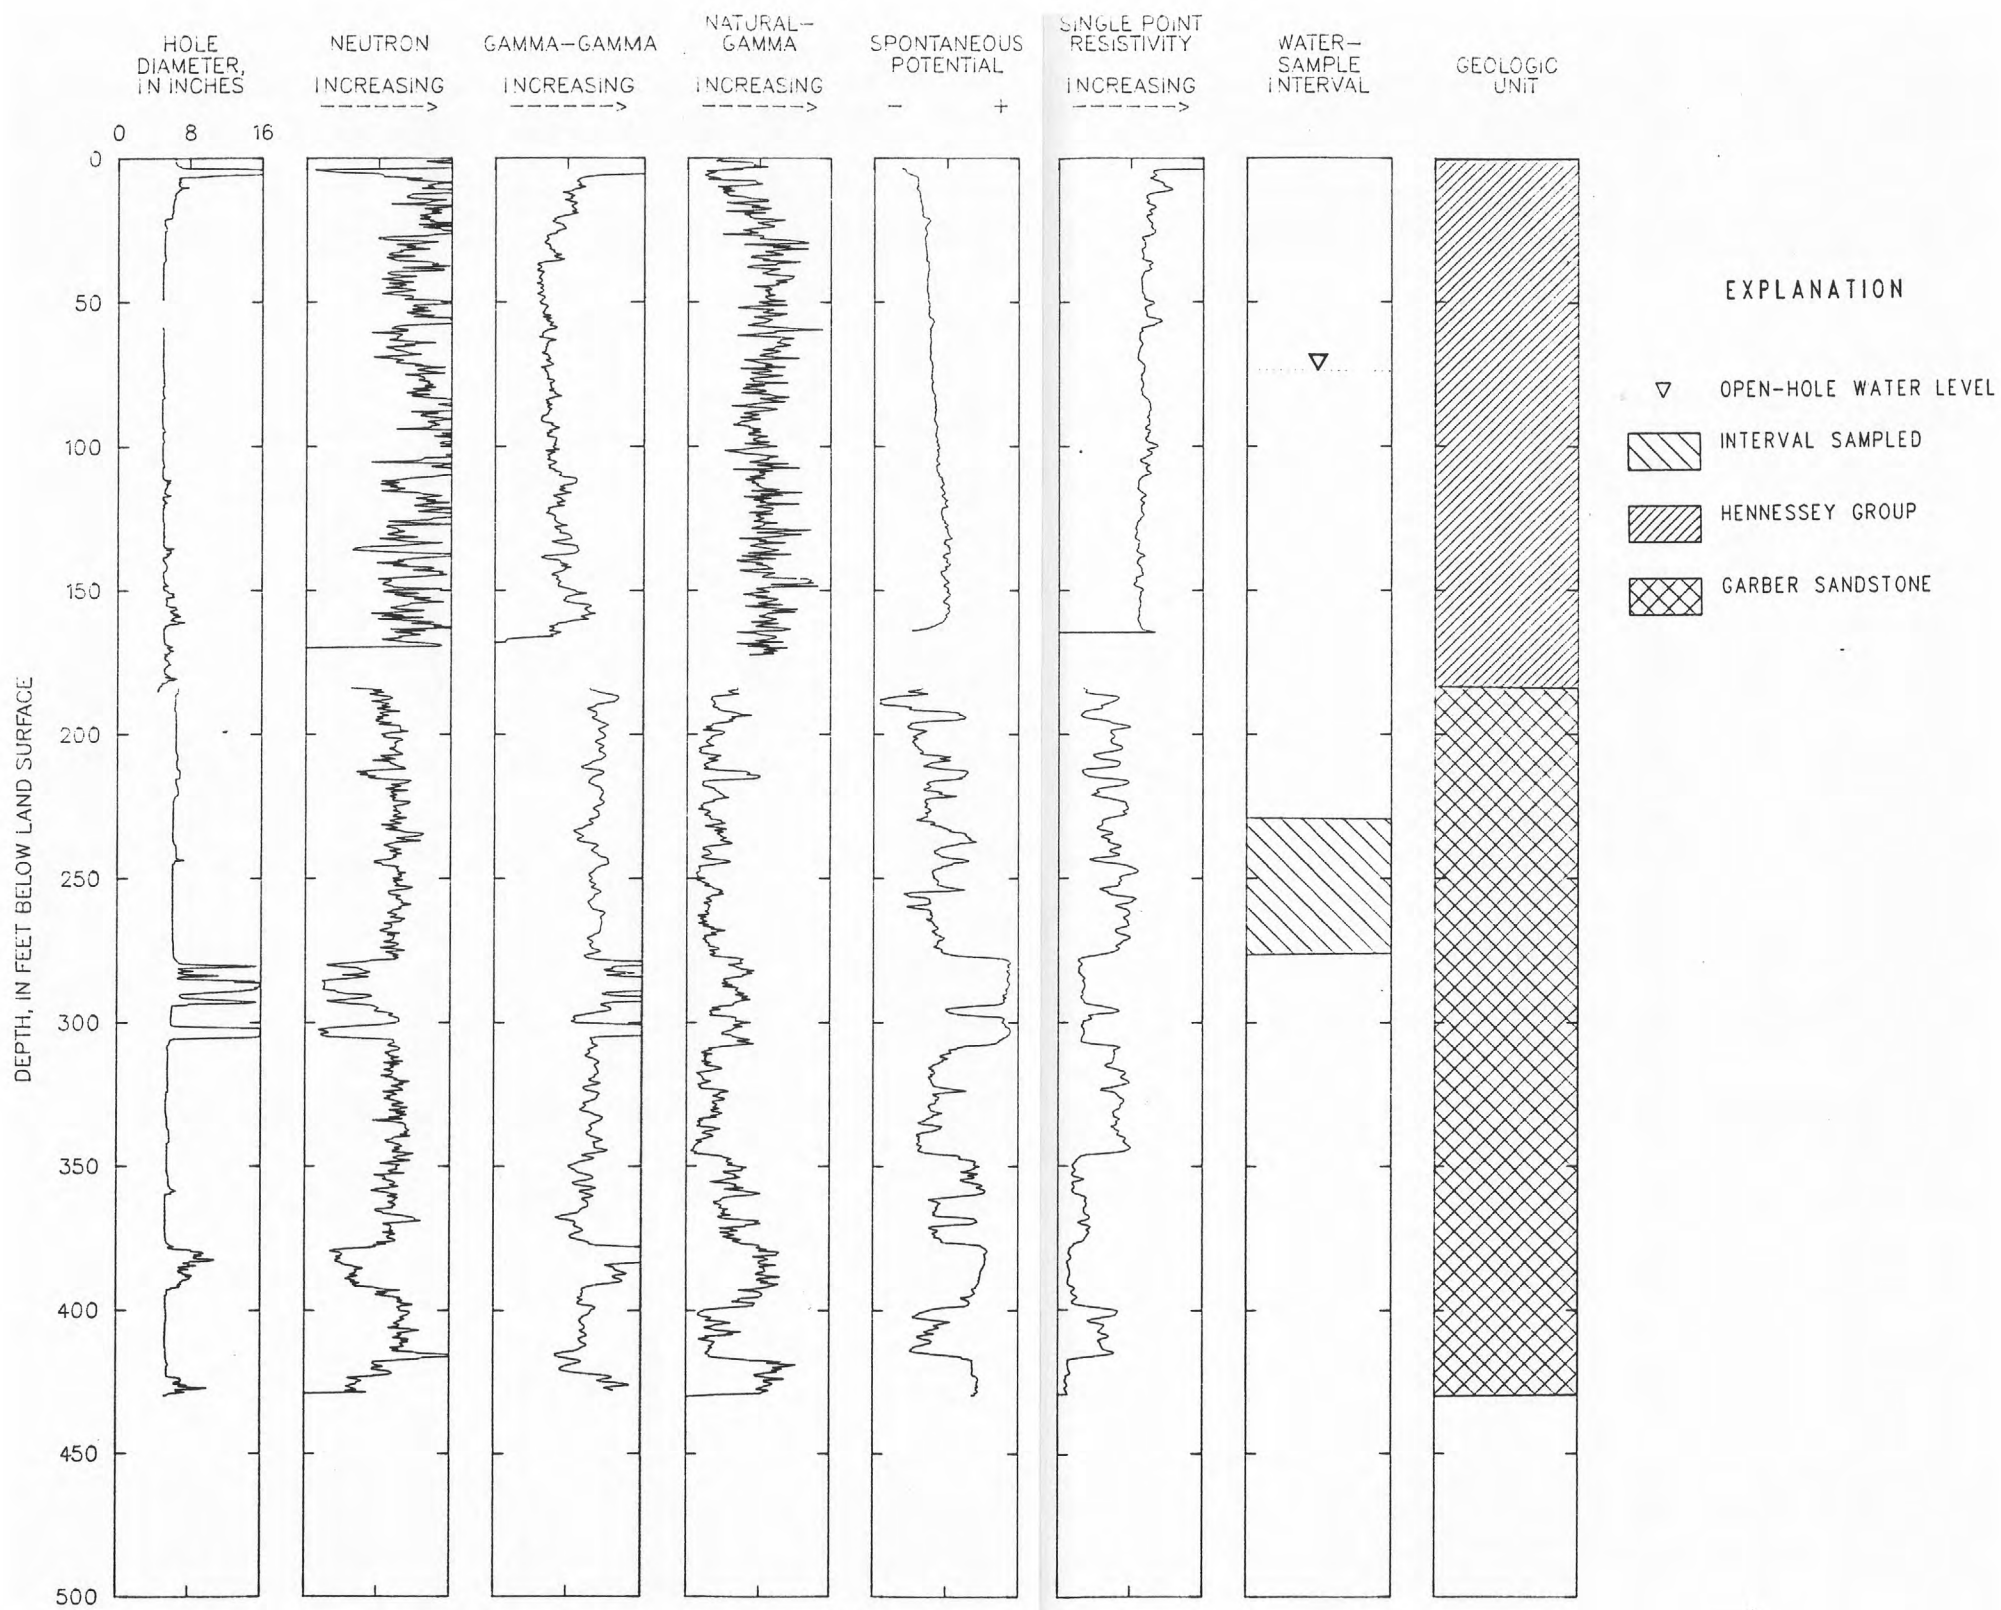 HOLE
DIAMETER,
IN INCHES
0 8 16
NEUTRON
INCREASING
GAMMA-GAMMA
INCREASING
NATURAL-
GAMMA
INCREASING
SPONTANEOUS
POTENTIAL
- +
SINGLE POINT
RESISTIVITY
INCREASING
WATER-
SAMPLE
INTERVAL
GEOLOGIC
UNIT
DEPTH, IN FEET BELOW LAND SURFACE
0
50
100
150
200
250
300
350
400
450
500
EXPLANATION
OPEN-HOLE WATER LEVEL
INTERVAL SAMPLED
HENNESSEY GROUP
GARBER SANDSTONE